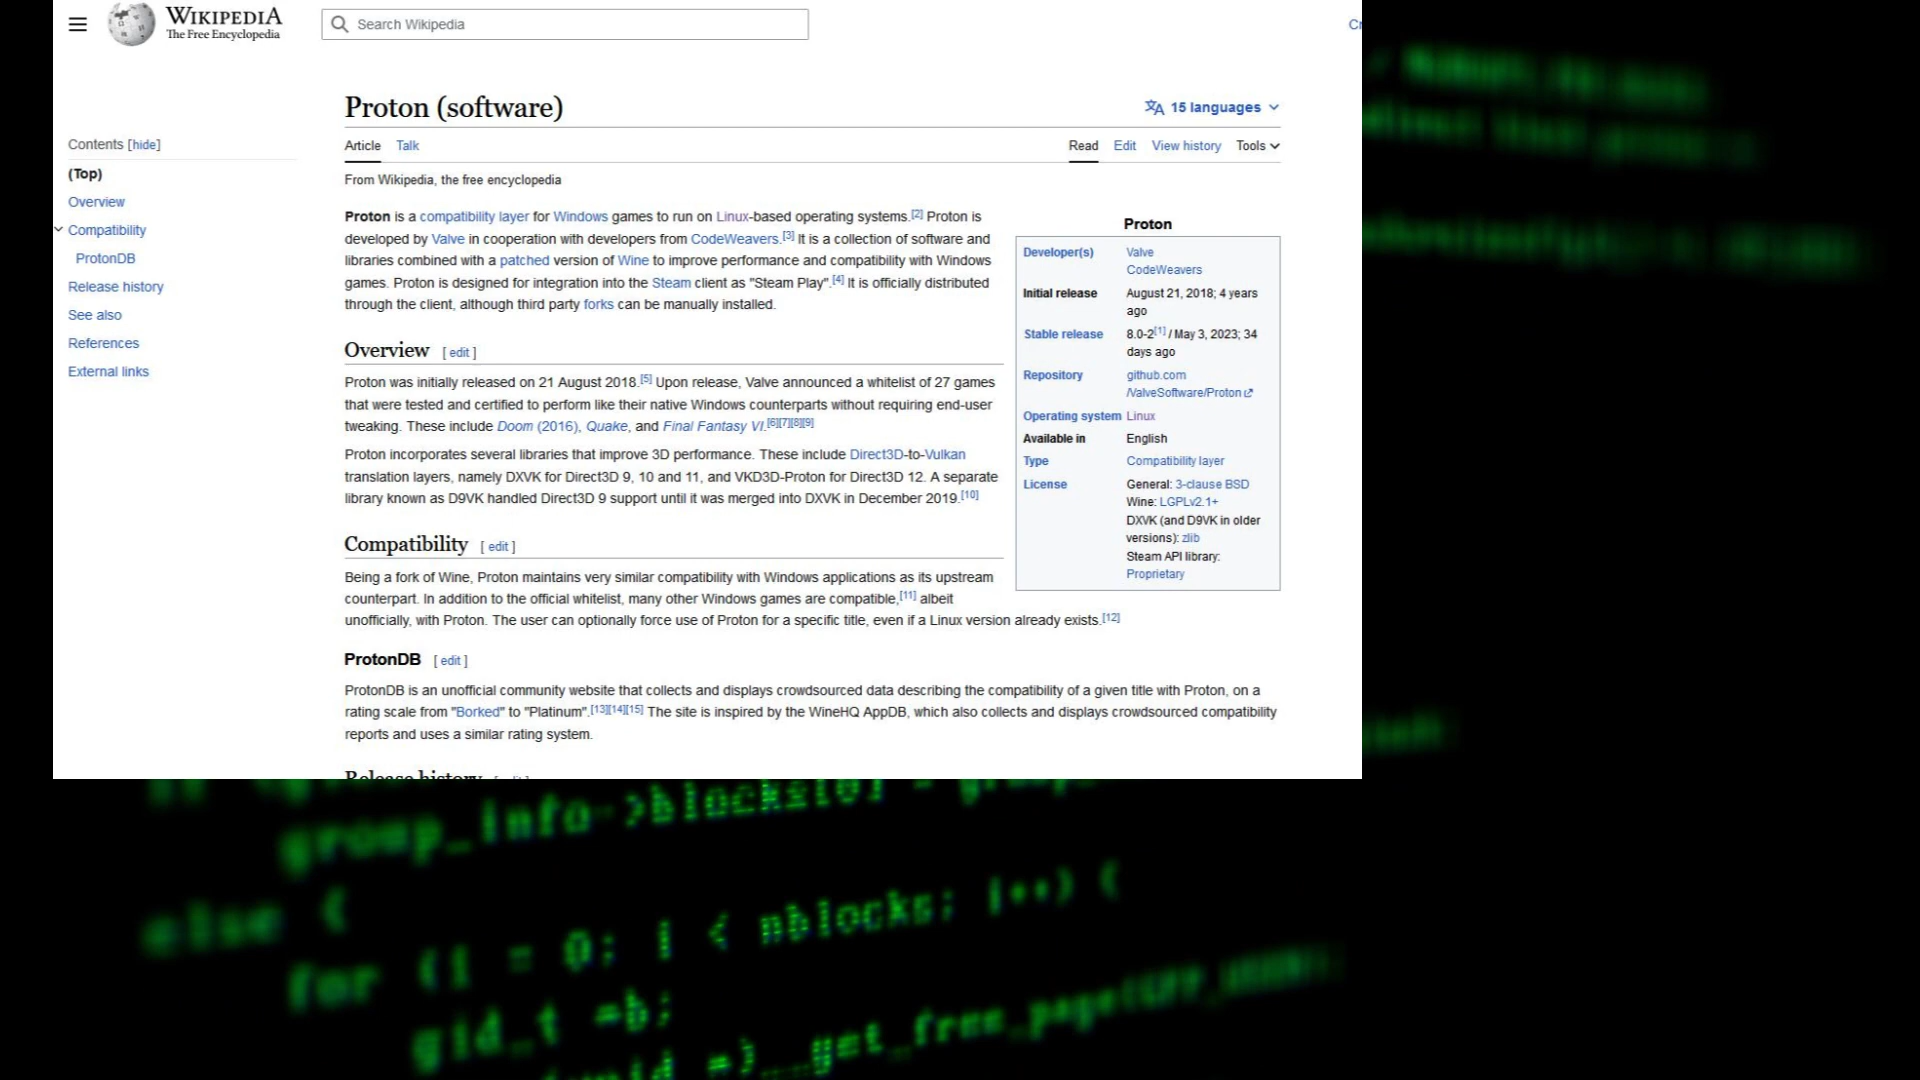 WIKIPEDIA
The Free Encyclopedia
Search Wikipedia
Proton (software)
15 languages
Article Talk
Read Edit View history Tools
From Wikipedia, the free encyclopedia
Contents [hide]
(Top)
Overview
Compatibility
ProtonDB
Release history
See also
References
External links
Proton is a compatibility layer for Windows games to run on Linux-based operating systems.[2] Proton is
developed by Valve in cooperation with developers from CodeWeavers.[3] It is a collection of software and
libraries combined with a patched version of Wine to improve performance and compatibility with Windows
games. Proton is designed for integration into the Steam client as "Steam Play".[4] It is officially distributed
through the client, although third party forks can be manually installed.
Overview [ edit ]
Proton was initially released on 21 August 2018.[5] Upon release, Valve announced a whitelist of 27 games
that were tested and certified to perform like their native Windows counterparts without requiring end-user
tweaking. These include Doom (2016), Quake, and Final Fantasy VI.[6][7][8][9]
Proton incorporates several libraries that improve 3D performance. These include Direct3D-to-Vulkan
translation layers, namely DXVK for Direct3D 9, 10 and 11, and VKD3D-Proton for Direct3D 12. A separate
library known as D9VK handled Direct3D 9 support until it was merged into DXVK in December 2019.[10]
Compatibility [ edit ]
Being a fork of Wine, Proton maintains very similar compatibility with Windows applications as its upstream
counterpart. In addition to the official whitelist, many other Windows games are compatible,[11] albeit
unofficially, with Proton. The user can optionally force use of Proton for a specific title, even if a Linux version already exists.[12]
ProtonDB [ edit ]
ProtonDB is an unofficial community website that collects and displays crowdsourced data describing the compatibility of a given title with Proton, on a
rating scale from "Borked" to "Platinum".[13][14][15] The site is inspired by the WineHQ AppDB, which also collects and displays crowdsourced compatibility
reports and uses a similar rating system.
Release history [ edit ]
Proton
Developer(s) Valve
CodeWeavers
Initial release August 21, 2018; 4 years
ago
Stable release 8.0-2[1] / May 3, 2023; 34
days ago
Repository github.com
/ValveSoftware/Proton
Operating system Linux
Available in English
Type Compatibility layer
License General: 3-clause BSD
Wine: LGPLv2.1+
DXVK (and D9VK in older
versions): zlib
Steam API library:
Proprietary
group_info->blocks[0] =
else {
for (i = 0; i < nblocks; i++) {
gid_t *b;
*)__get_free_page(